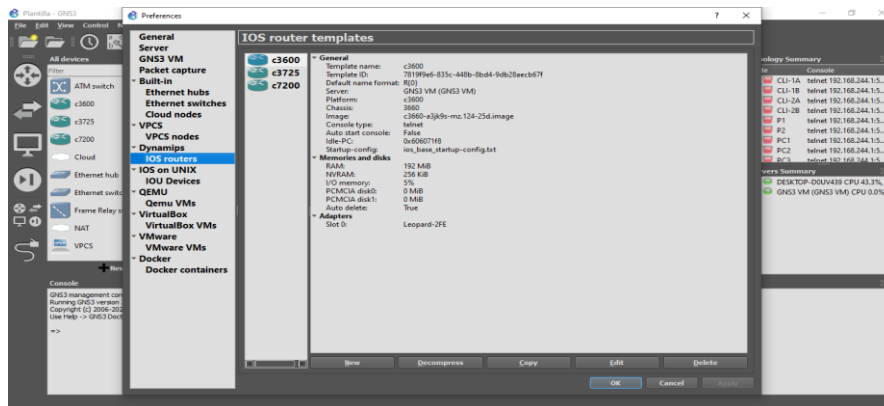 Plantilla - GNS3
File Edit View Control
Preferences
? ×
All devices
Filter
ATM switch
c3600
c3725
c7200
Cloud
Ethernet hub
Ethernet switc
Frame Relay s
NAT
VPCS
New
General
Server
GNS3 VM
Packet capture
Built-in
Ethernet hubs
Ethernet switches
Cloud nodes
VPCS
VPCS nodes
Dynamips
IOS routers
IOS on UNIX
IOU Devices
QEMU
Qemu VMs
VirtualBox
VirtualBox VMs
VMware
VMware VMs
Docker
Docker containers
IOS router templates
c3600
c3725
c7200
General
Template name: c3600
Template ID: 7819f9e6-835c-448b-8bd4-9db28aecb67f
Default name format: R{0}
Server: GNS3 VM (GNS3 VM)
Platform: c3600
Chassis: 3660
Image: c3660-a3jk9s-mz.124-25d.image
Console type: telnet
Auto start console: False
Idle-PC: 0x606071f8
Startup-config: ios_base_startup-config.txt
Memories and disks
RAM: 192 MiB
NVRAM: 256 KiB
I/O memory: 5%
PCMCIA disk0: 0 MiB
PCMCIA disk1: 0 MiB
Auto delete: True
Adapters
Slot 0: Leopard-2FE
New Decompress Copy Edit Delete
OK Cancel Apply
ology Summary
Console
CLI-1A telnet 192.168.244.1:5...
CLI-1B telnet 192.168.244.1:5...
CLI-2A telnet 192.168.244.1:5...
CLI-2B telnet 192.168.244.1:5...
P1 telnet 192.168.244.1:5...
P2 telnet 192.168.244.1:5...
PC1 telnet 192.168.244.1:5...
PC2 telnet 192.168.244.1:5...
PC3 telnet 192.168.244.1:5...
vers Summary
DESKTOP-D0UV439 CPU 43.3%,
GNS3 VM (GNS3 VM) CPU 0.0%
Console
GNS3 management con
Running GNS3 version
Copyright (c) 2006-202
Use Help -> GNS3 Doct
=>